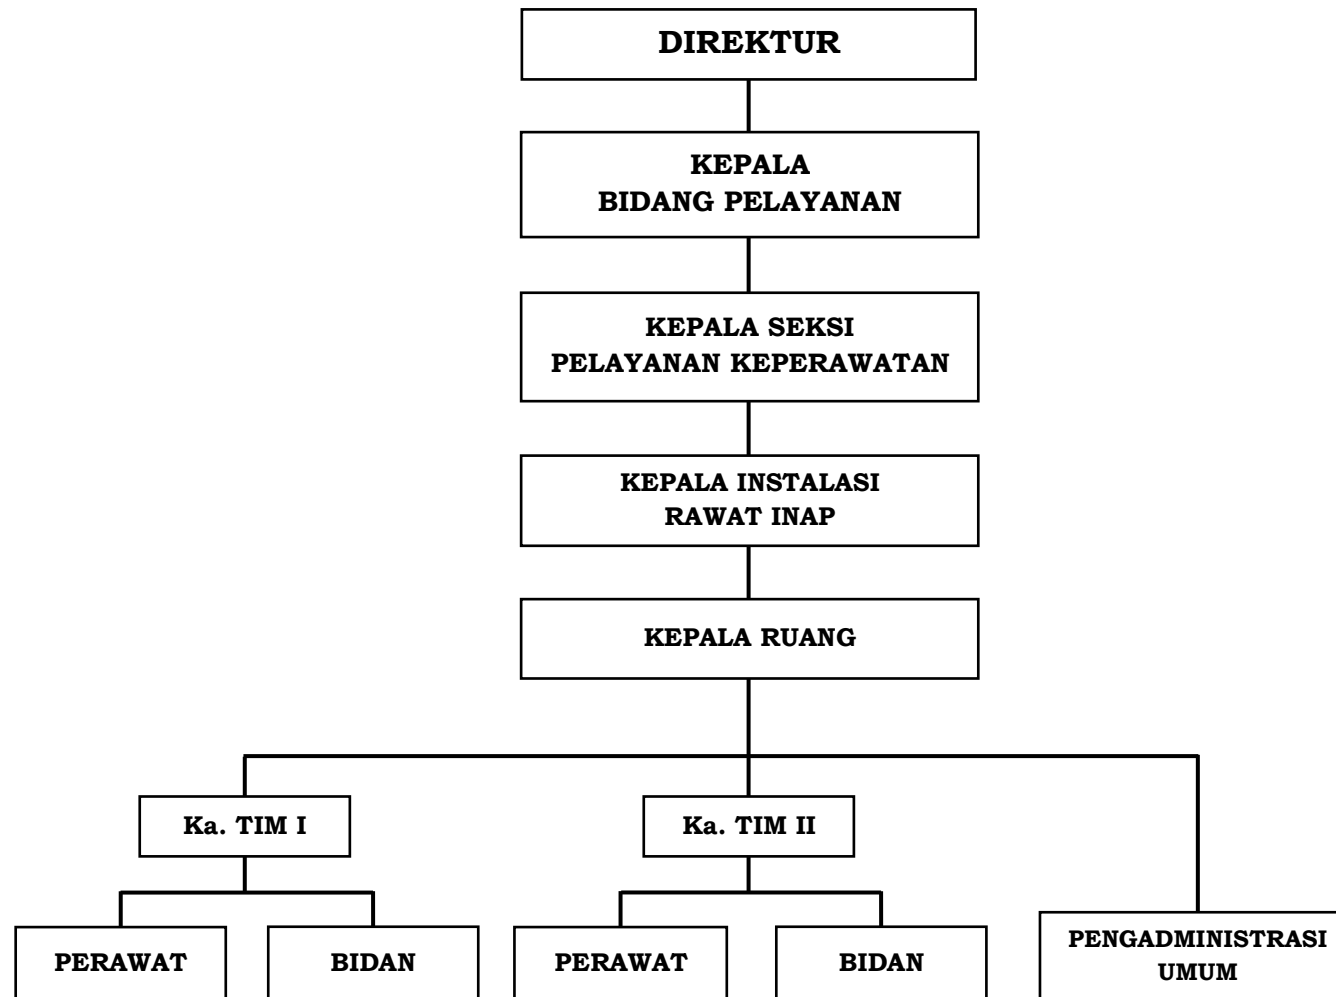 DIREKTUR
KEPALA
BIDANG PELAYANAN
KEPALA SEKSI
PELAYANAN KEPERAWATAN
KEPALA INSTALASI
RAWAT INAP
KEPALA RUANG
Ka. TIM I
Ka. TIM II
PERAWAT
BIDAN
PERAWAT
BIDAN
PENGADMINISTRASI
UMUM